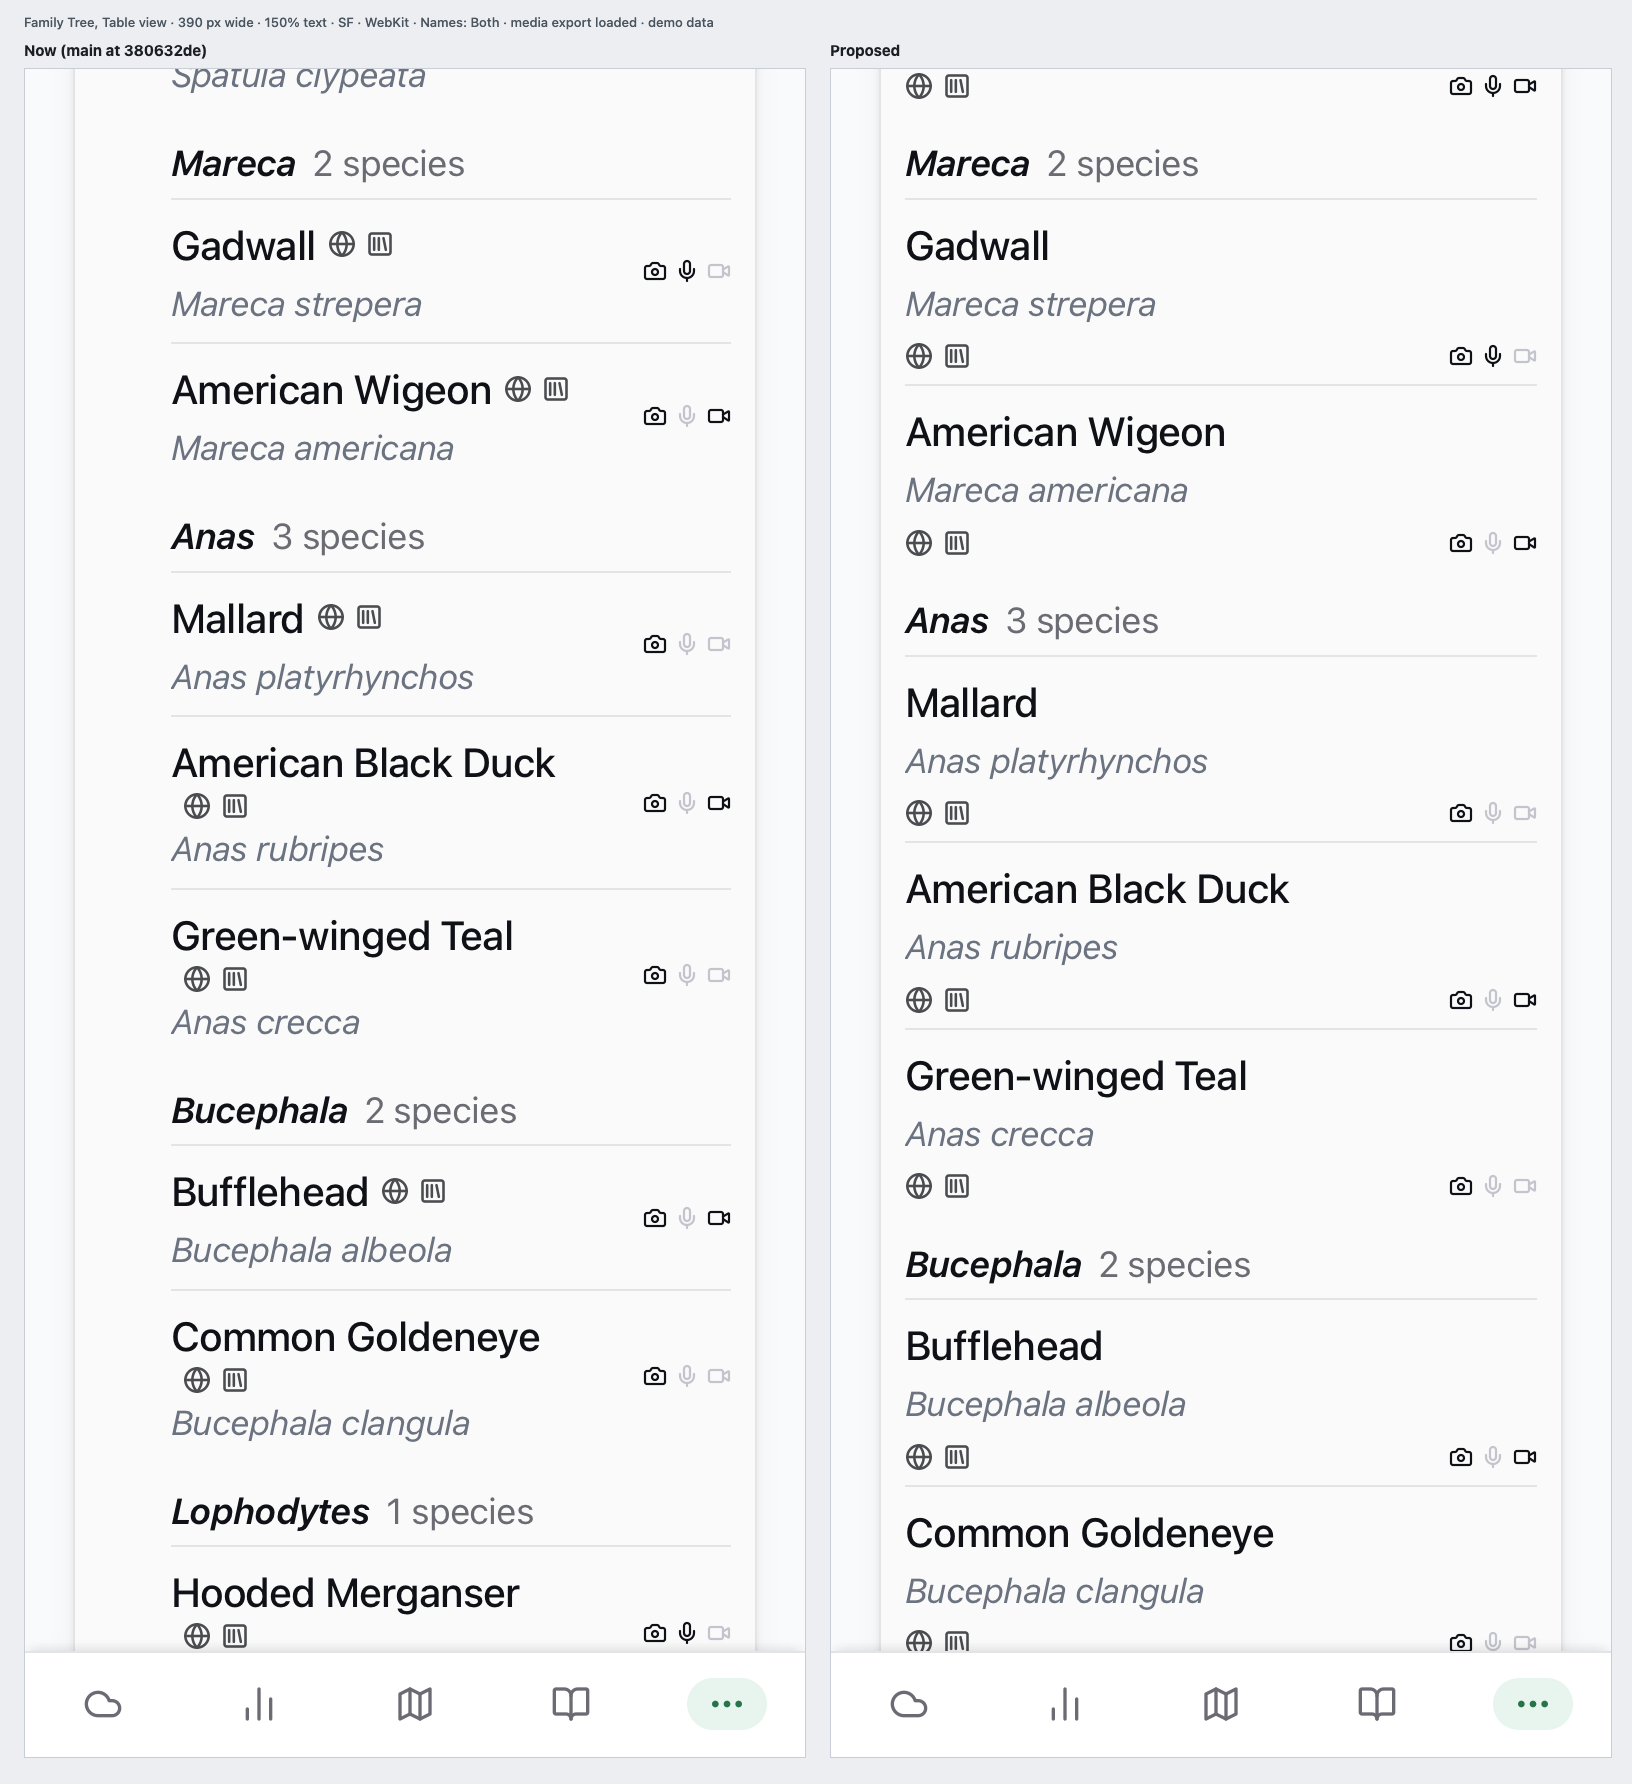 Family Tree, Table view · 390 px wide · 150% text · SF · WebKit · Names: Both · media export loaded · demo data
Now (main at 380632de)
Spatula clypeata
Mareca 2 species
Gadwall
Mareca strepera
American Wigeon
Mareca americana
Anas 3 species
Mallard
Anas platyrhynchos
American Black Duck
Anas rubripes
Green-winged Teal
Anas crecca
Bucephala 2 species
Bufflehead
Bucephala albeola
Common Goldeneye
Bucephala clangula
Lophodytes 1 species
Hooded Merganser
Proposed
Mareca 2 species
Gadwall
Mareca strepera
American Wigeon
Mareca americana
Anas 3 species
Mallard
Anas platyrhynchos
American Black Duck
Anas rubripes
Green-winged Teal
Anas crecca
Bucephala 2 species
Bufflehead
Bucephala albeola
Common Goldeneye
Bucephala clangula